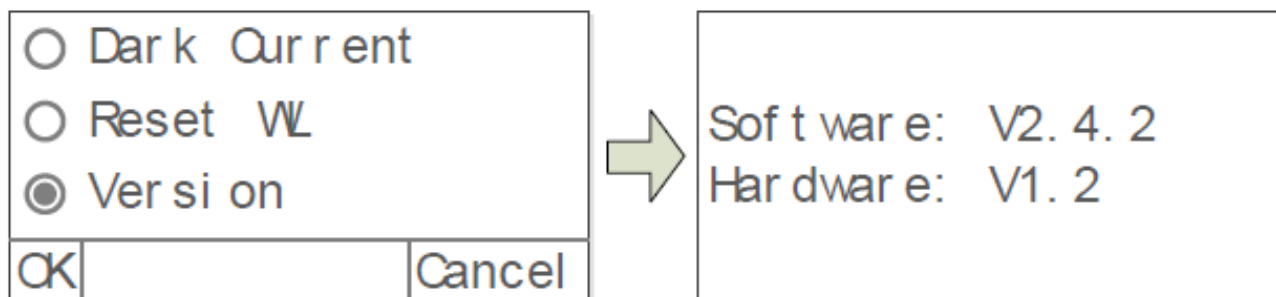 Dark Current
Reset WL
Version
OK
Cancel
Software: V2.4.2
Hardware: V1.2